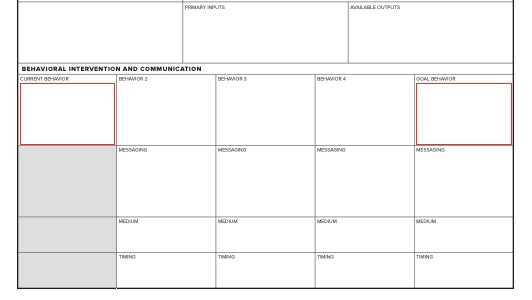 PRIMARY INPUTS
AVAILABLE OUTPUTS
BEHAVIORAL INTERVENTION AND COMMUNICATION
CURRENT BEHAVIOR
BEHAVIOR 2
BEHAVIOR 3
BEHAVIOR 4
GOAL BEHAVIOR
MESSAGING
MESSAGING
MESSAGING
MESSAGING
MEDIUM
MEDIUM
MEDIUM
MEDIUM
TIMING
TIMING
TIMING
TIMING